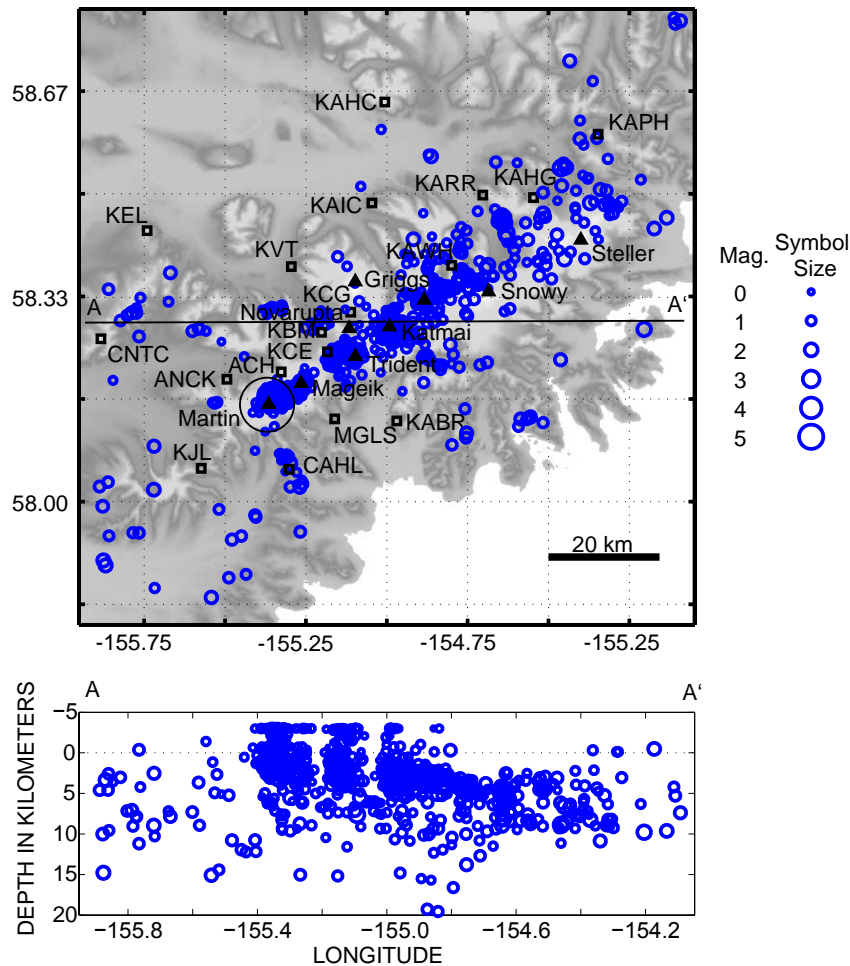 58.67
KAHC
KAPH
KARR
KAHG
KAIC
KEL
KVT
KAWH
Steller
Mag.
Symbol
Size
Griggs
Snowy
0
58.33
A
A'
KCG
Novarupta
1
KBM
Katmai
CNTC
KCE
2
ACH
Trident
3
ANCK
Mageik
4
Martin
MGLS
KABR
5
KJL
CAHL
58.00
20 km
-155.75
-155.25
-154.75
-155.25
A
A‘
DEPTH IN KILOMETERS
−5
0
5
10
15
20
−155.8
−155.4
−155.0
−154.6
−154.2
LONGITUDE